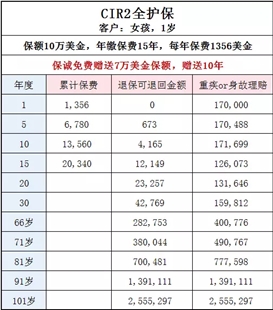 CIR2全护保
客户：女孩，1岁
保额10万美金，年缴保费15年，每年保费1356美金
保诚免费赠送7万美金保额，赠送10年
年度 累计保费 退保可退回金额 重疾or身故理赔
1 1,356 0 170,000
5 6,780 673 170,488
10 13,560 4,165 171,699
15 20,340 12,149 126,073
20 23,257 131,646
30 42,769 159,812
66岁 282,753 400,776
71岁 380,044 490,767
81岁 700,481 777,598
91岁 1,391,111 1,391,111
101岁 2,555,297 2,555,297